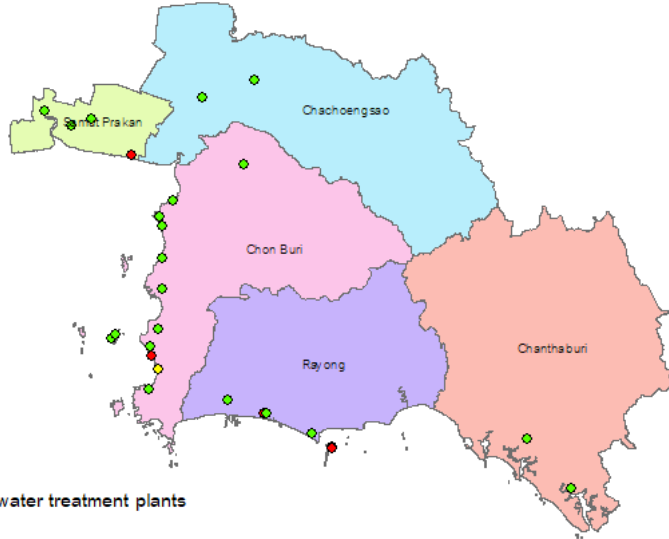 Chachoengsao
Samut Prakan
Chon Buri
Rayong
Chanthaburi
water treatment plants